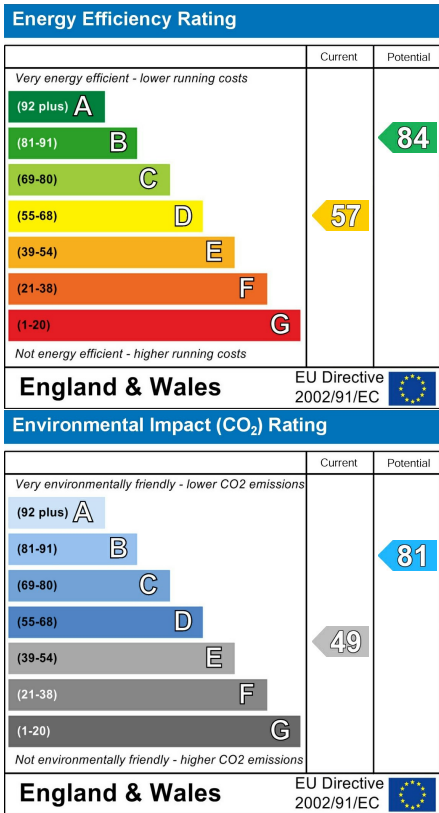 Energy Efficiency Rating
Current Potential
Very energy efficient - lower running costs
(92 plus) A
(81-91) B 84
(69-80) C
(55-68) D 57
(39-54) E
(21-38) F
(1-20) G
Not energy efficient - higher running costs
England & Wales EU Directive
2002/91/EC
Environmental Impact (CO₂) Rating
Current Potential
Very environmentally friendly - lower CO2 emissions
(92 plus) A
(81-91) B 81
(69-80) C
(55-68) D
(39-54) E 49
(21-38) F
(1-20) G
Not environmentally friendly - higher CO2 emissions
England & Wales EU Directive
2002/91/EC